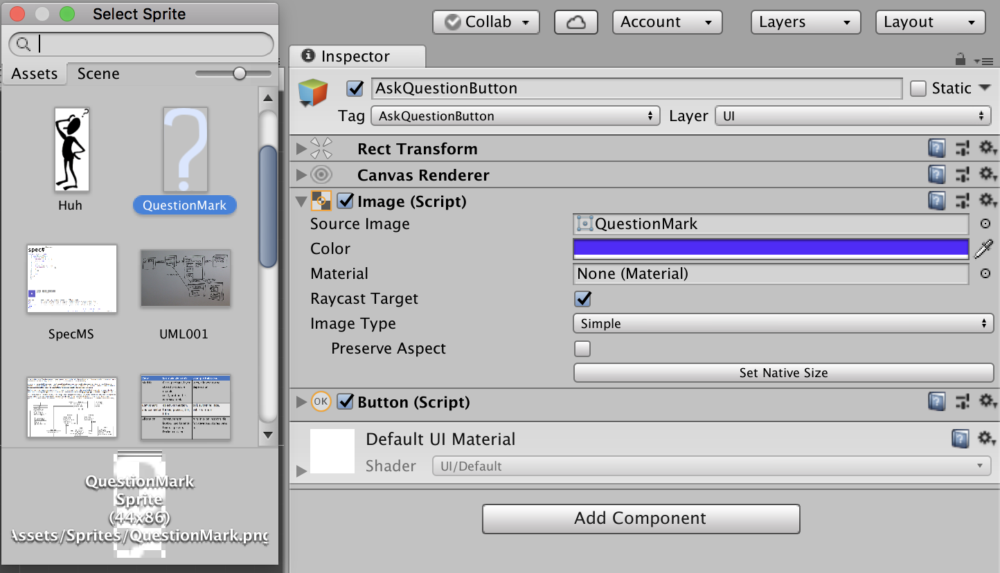 Select Sprite
Assets
Scene
?
Huh
QuestionMark
spec#
SpecMS
UML001
QuestionMark
Sprite
(44x86)
Assets/Sprites/QuestionMark.png
Collab
Account
Layers
Layout
Inspector
AskQuestionButton
Static
Tag
AskQuestionButton
Layer
UI
Rect Transform
Canvas Renderer
Image (Script)
Source Image
QuestionMark
Color
Material
None (Material)
Raycast Target
Image Type
Simple
Preserve Aspect
Set Native Size
OK
Button (Script)
Default UI Material
Shader
UI/Default
Add Component